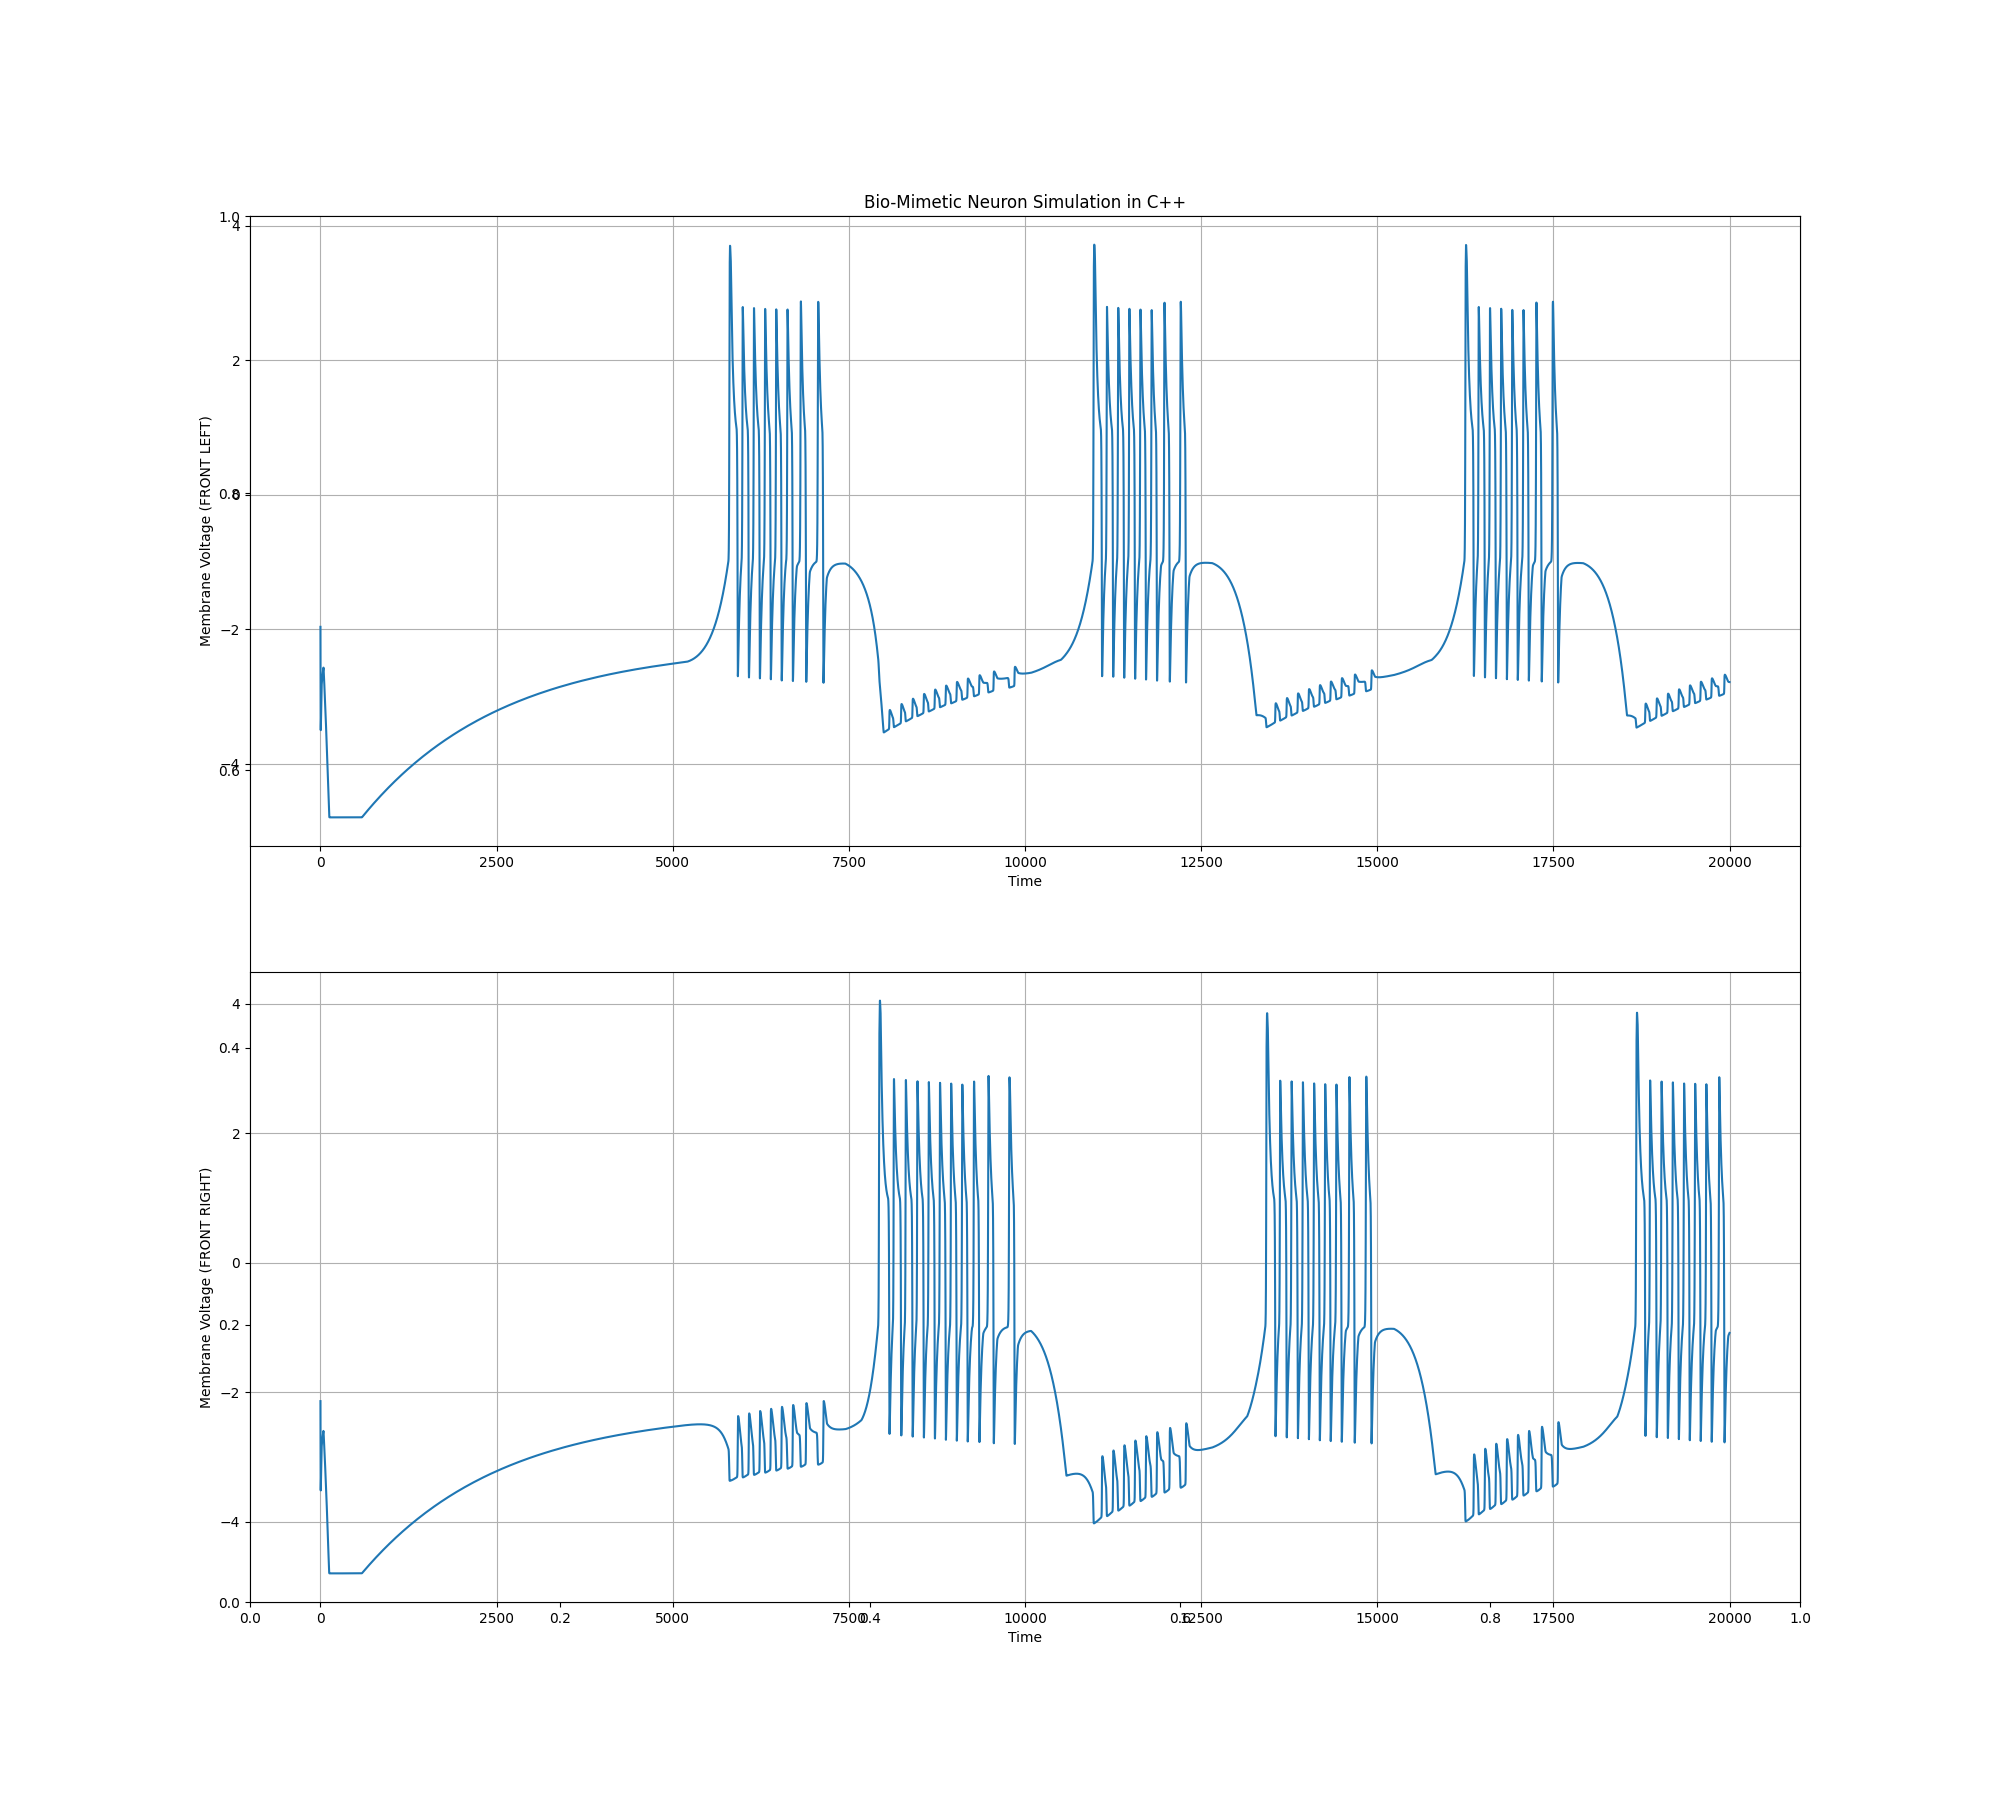 Bio-Mimetic Neuron Simulation in C++
1.0
4
2
0.8
0
−2
−4
0.6
Membrane Voltage (FRONT LEFT)
0 2500 5000 7500 10000 12500 15000 17500 20000
Time
4
0.4
2
0
0.2
−2
−4
0.0
Membrane Voltage (FRONT RIGHT)
0.0 0 2500 0.2 5000 7500 0.4 10000 0.6 12500 15000 0.8 17500 20000 1.0
Time